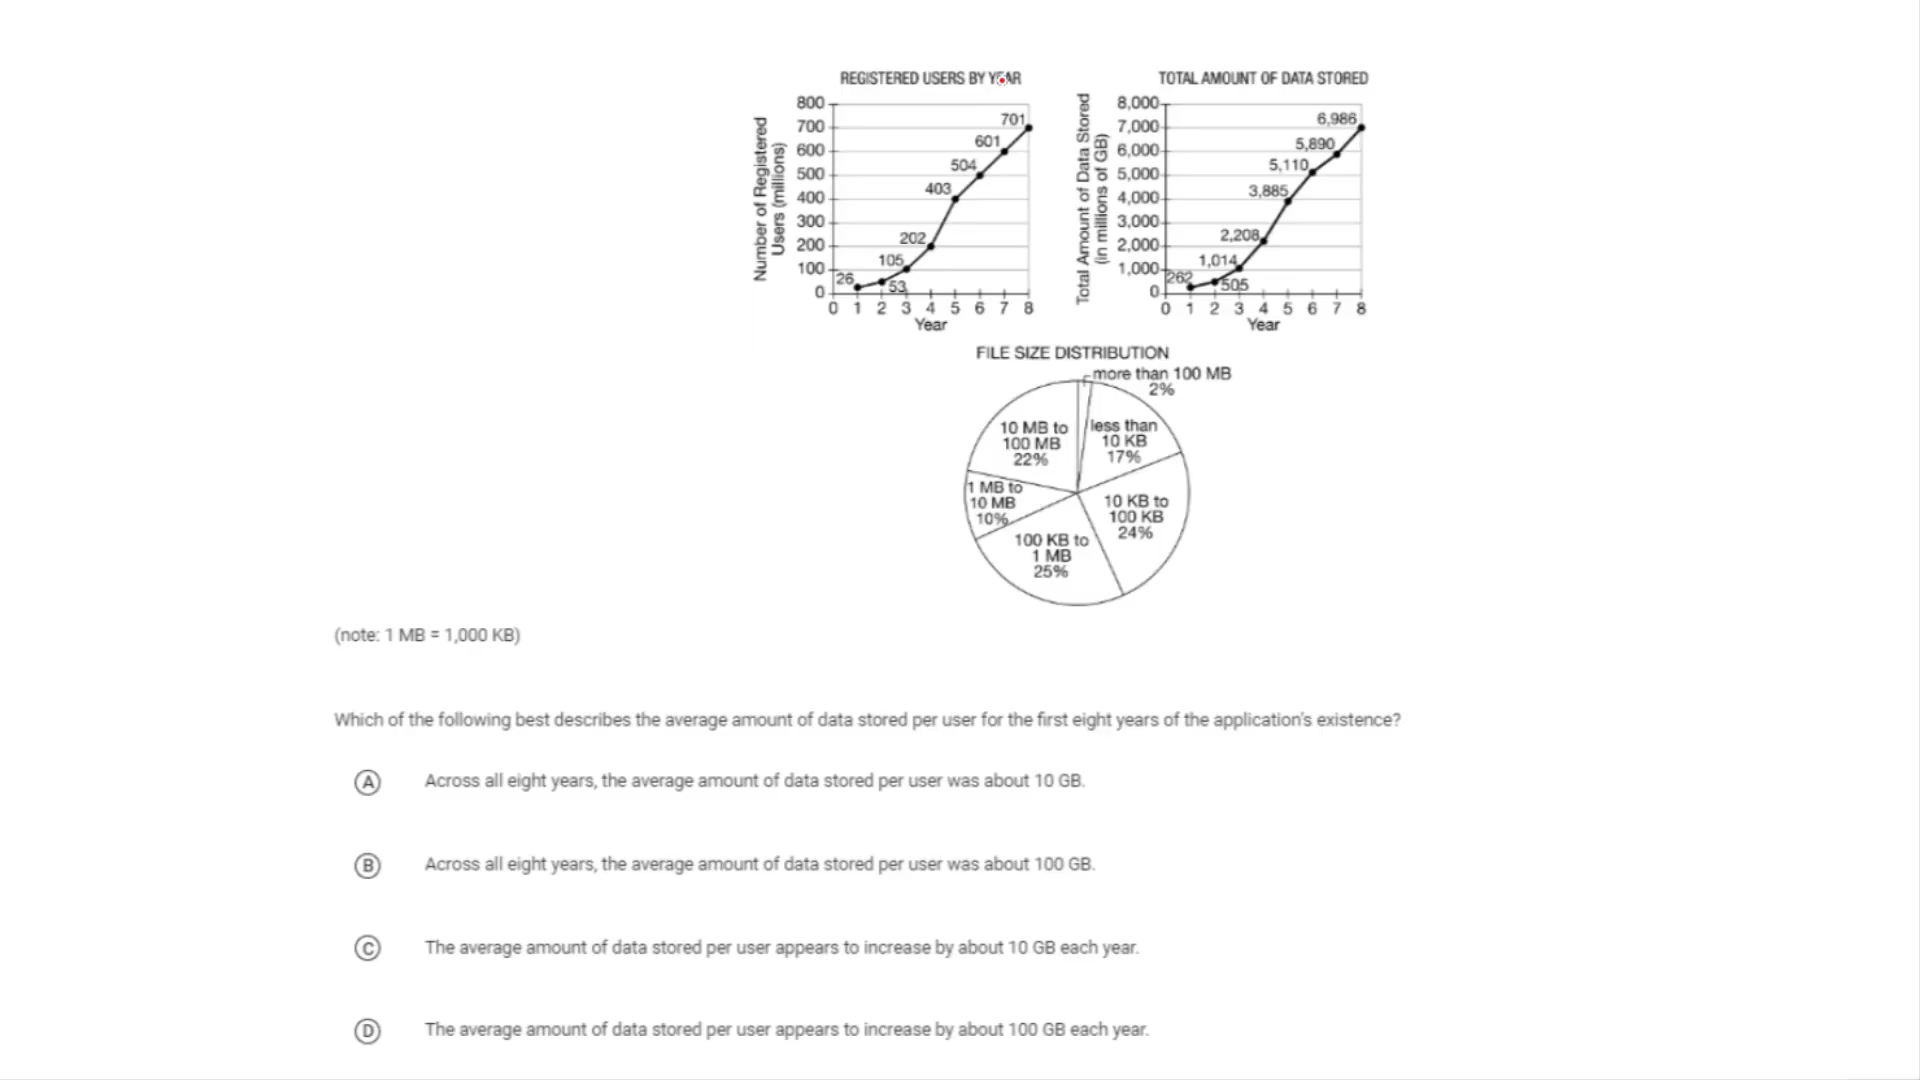 REGISTERED USERS BY YEAR
Number of Registered
Users (millions)
800
700
600
500
400
300
200
100
0
26
53
105
202
403
504
601
701
0 1 2 3 4 5 6 7 8
Year
TOTAL AMOUNT OF DATA STORED
Total Amount of Data Stored
(in millions of GB)
8,000
7,000
6,000
5,000
4,000
3,000
2,000
1,000
0
262
505
1,014
2,208
3,885
5,110
5,890
6,986
0 1 2 3 4 5 6 7 8
Year
FILE SIZE DISTRIBUTION
more than 100 MB
2%
less than
10 KB
17%
10 KB to
100 KB
24%
100 KB to
1 MB
25%
1 MB to
10 MB
10%
10 MB to
100 MB
22%
(note: 1 MB = 1,000 KB)
Which of the following best describes the average amount of data stored per user for the first eight years of the application's existence?
A Across all eight years, the average amount of data stored per user was about 10 GB.
B Across all eight years, the average amount of data stored per user was about 100 GB.
C The average amount of data stored per user appears to increase by about 10 GB each year.
D The average amount of data stored per user appears to increase by about 100 GB each year.